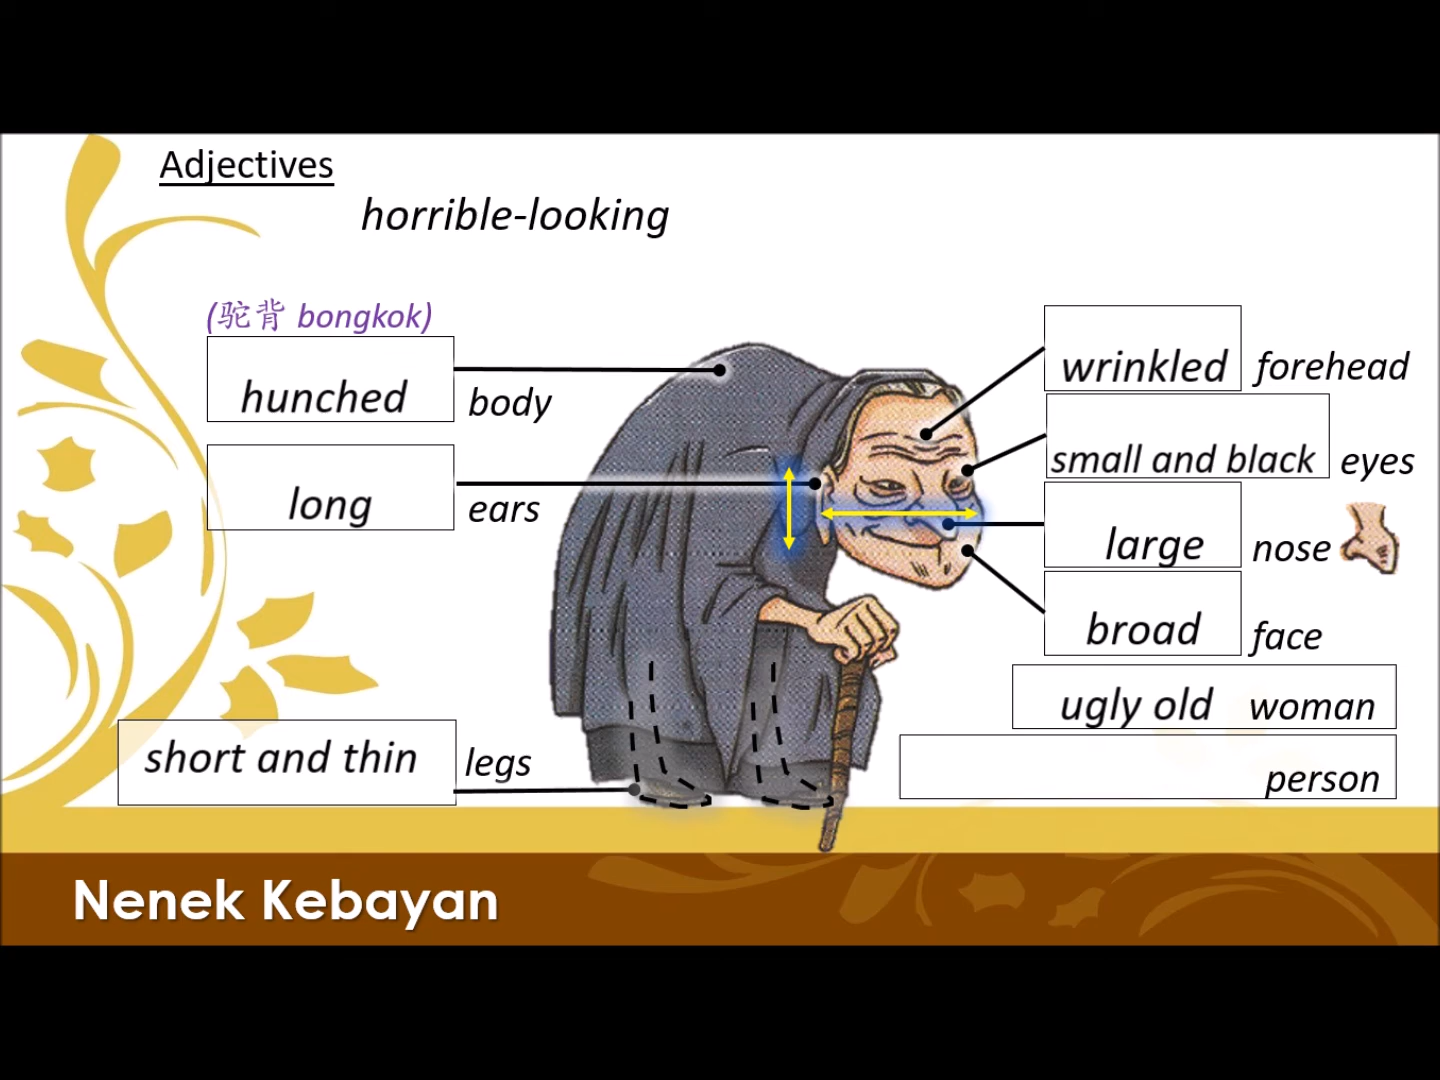 Adjectives
horrible-looking
(驼背 bongkok)
hunched body
long ears
short and thin legs
wrinkled forehead
small and black eyes
large nose
broad face
ugly old woman
person
Nenek Kebayan